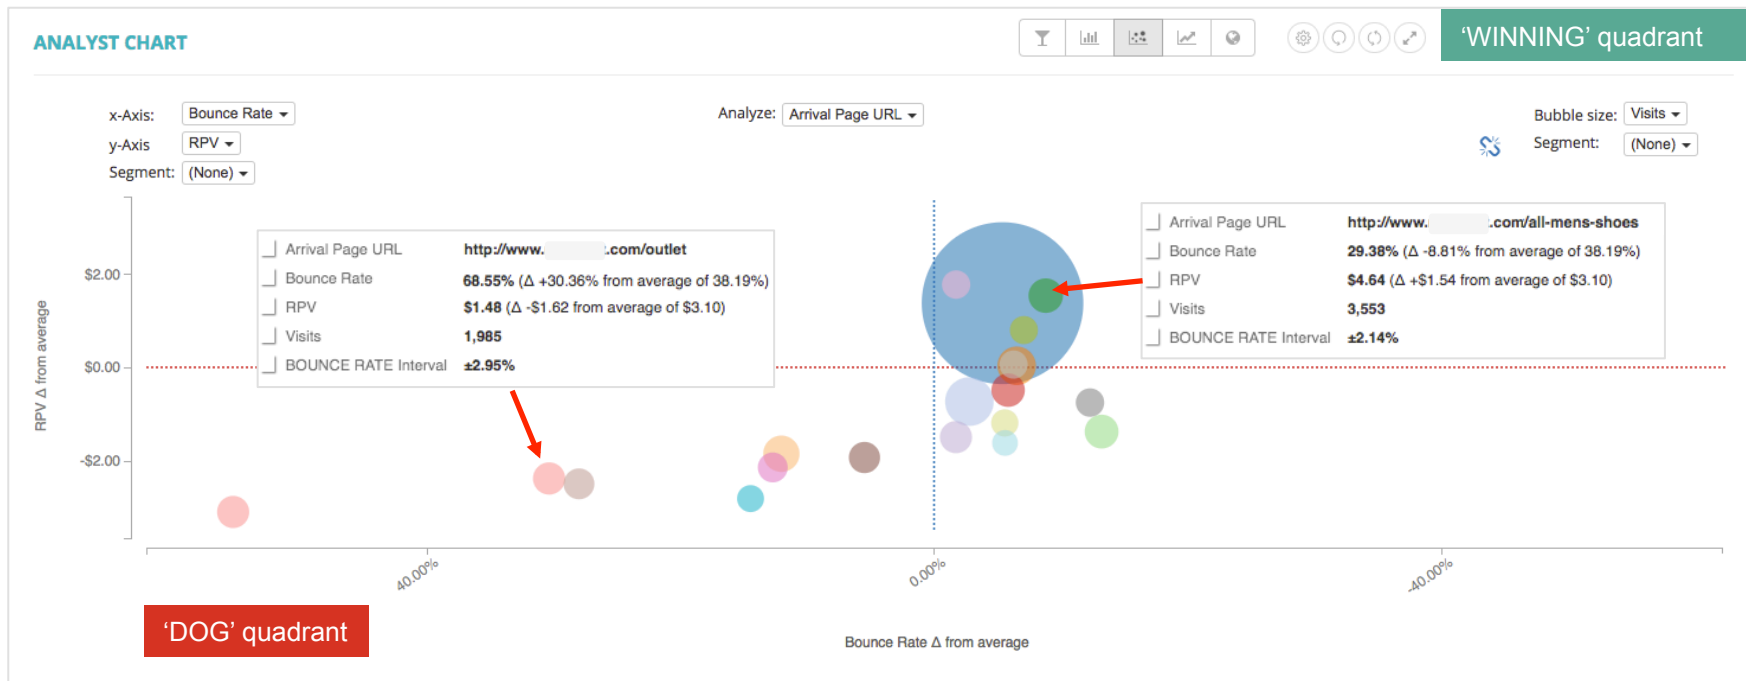 ANALYST CHART
‘WINNING’ quadrant
x-Axis: Bounce Rate
y-Axis RPV
Segment: (None)
Analyze: Arrival Page URL
Bubble size: Visits
Segment: (None)
Arrival Page URL http://www. .com/outlet
Bounce Rate 68.55% (Δ +30.36% from average of 38.19%)
RPV $1.48 (Δ -$1.62 from average of $3.10)
Visits 1,985
BOUNCE RATE Interval ±2.95%
Arrival Page URL http://www. .com/all-mens-shoes
Bounce Rate 29.38% (Δ -8.81% from average of 38.19%)
RPV $4.64 (Δ +$1.54 from average of $3.10)
Visits 3,553
BOUNCE RATE Interval ±2.14%
RPV Δ from average
$2.00
$0.00
-$2.00
40.00%
0.00%
-40.00%
‘DOG’ quadrant
Bounce Rate Δ from average